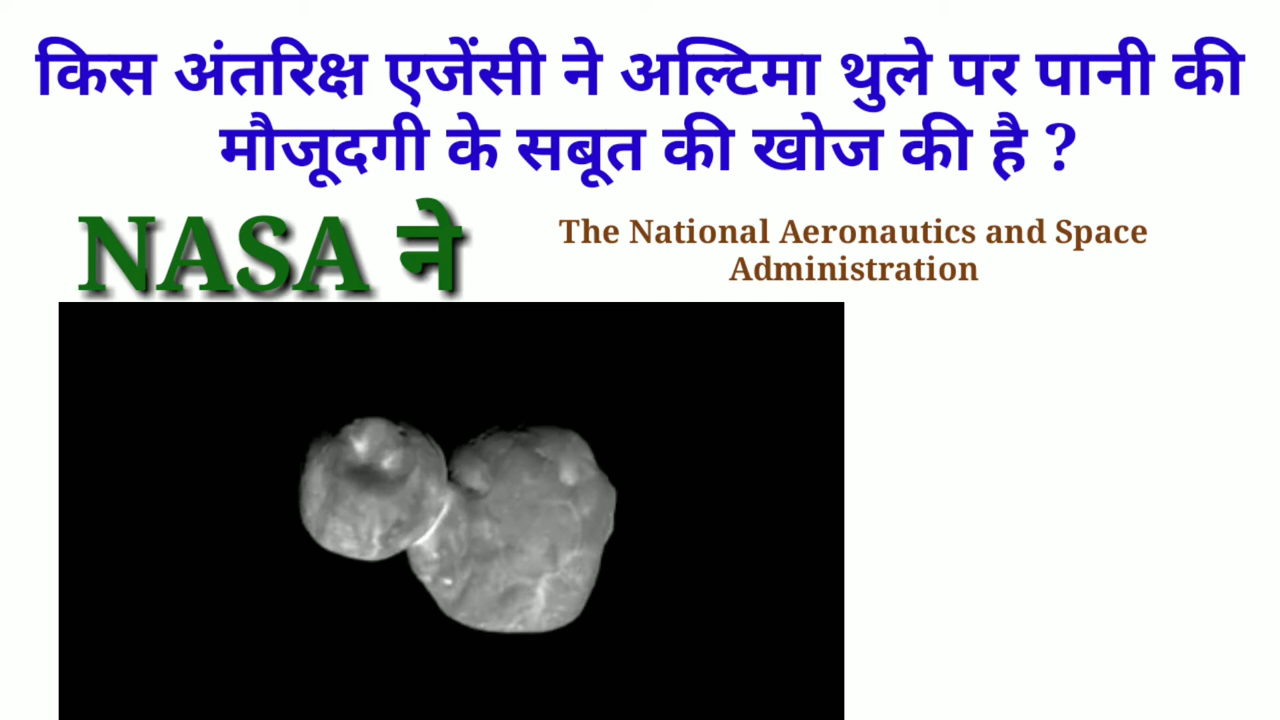 किस अंतरिक्ष एजेंसी ने अल्टिमा थुले पर पानी की
मौजूदगी के सबूत की खोज की है ?
NASA ने
The National Aeronautics and Space
Administration